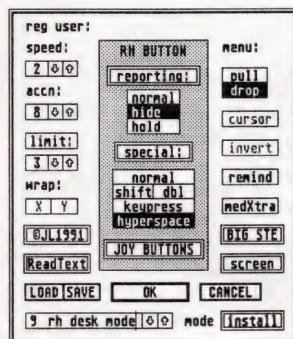 reg user:
speed:
2
accn:
8
limit:
3
wrap:
X Y
©JL1991
ReadText
RH BUTTON
reporting:
normal
hide
hold
special:
normal
shift dbl
keypress
hyperspace
JOY BUTTONS
menu:
pull
drop
cursor
invert
remind
medXtra
BIG STE
screen
LOAD SAVE OK CANCEL
9 rh desk mode mode install